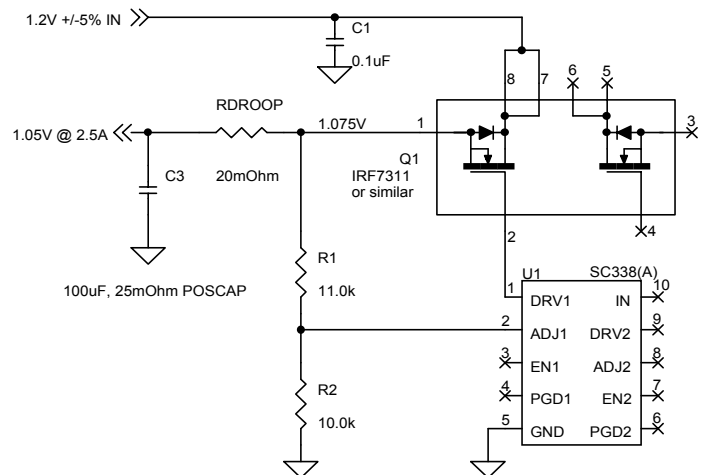 1.2V +/-5% IN
C1
0.1uF
8
7
6
5
RDROOP
1.05V @ 2.5A
1.075V
1
3
C3
20mOhm
Q1
IRF7311
or similar
4
2
100uF, 25mOhm POSCAP
R1
11.0k
U1
SC338(A)
1
DRV1
IN
10
2
ADJ1
DRV2
9
3
EN1
ADJ2
8
4
PGD1
EN2
7
5
GND
PGD2
6
R2
10.0k